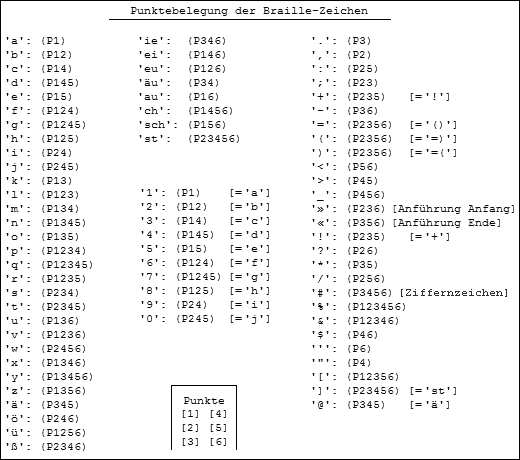 Punktebelegung der Braille-Zeichen
'a': (P1)
'b': (P12)
'c': (P14)
'd': (P145)
'e': (P15)
'f': (P124)
'g': (P1245)
'h': (P125)
'i': (P24)
'j': (P245)
'k': (P13)
'l': (P123)
'm': (P134)
'n': (P1345)
'o': (P135)
'p': (P1234)
'q': (P12345)
'r': (P1235)
's': (P234)
't': (P2345)
'u': (P136)
'v': (P1236)
'w': (P2456)
'x': (P1346)
'y': (P13456)
'z': (P1356)
'ä': (P345)
'ö': (P246)
'ü': (P1256)
'ß': (P2346)
'ie': (P346)
'ei': (P146)
'eu': (P126)
'äu': (P34)
'au': (P16)
'ch': (P1456)
'sch': (P156)
'st': (P23456)
'1': (P1) [='a']
'2': (P12) [='b']
'3': (P14) [='c']
'4': (P145) [='d']
'5': (P15) [='e']
'6': (P124) [='f']
'7': (P1245) [='g']
'8': (P125) [='h']
'9': (P24) [='i']
'0': (P245) [='j']
Punkte
[1] [4]
[2] [5]
[3] [6]
'.': (P3)
',': (P2)
':': (P25)
';': (P23)
'+': (P235) [='!']
'-': (P36)
'=': (P2356) [='()']
'(': (P2356) [='=)']
')': (P2356) [='=(']
'<': (P56)
'>': (P45)
'_': (P456)
'»': (P236) [Anführung Anfang]
'«': (P356) [Anführung Ende]
'!': (P235) [='+']
'?': (P26)
'*': (P35)
'/': (P256)
'#': (P3456) [Ziffernzeichen]
'%': (P123456)
'&': (P12346)
'$': (P46)
''': (P6)
'"': (P4)
'[': (P12356)
']': (P23456) [='st']
'@': (P345) [='ä']